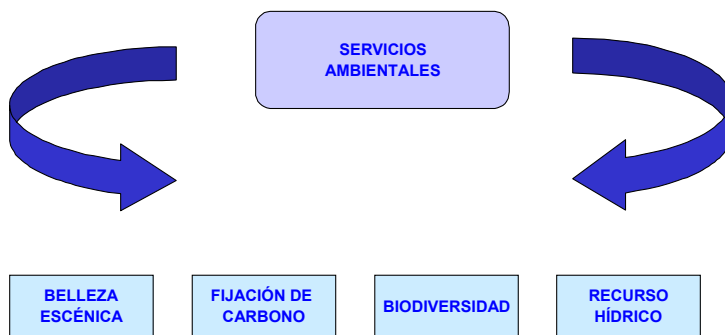 SERVICIOS
AMBIENTALES
BELLEZA
ESCÉNICA
FIJACIÓN DE
CARBONO
BIODIVERSIDAD
RECURSO
HÍDRICO